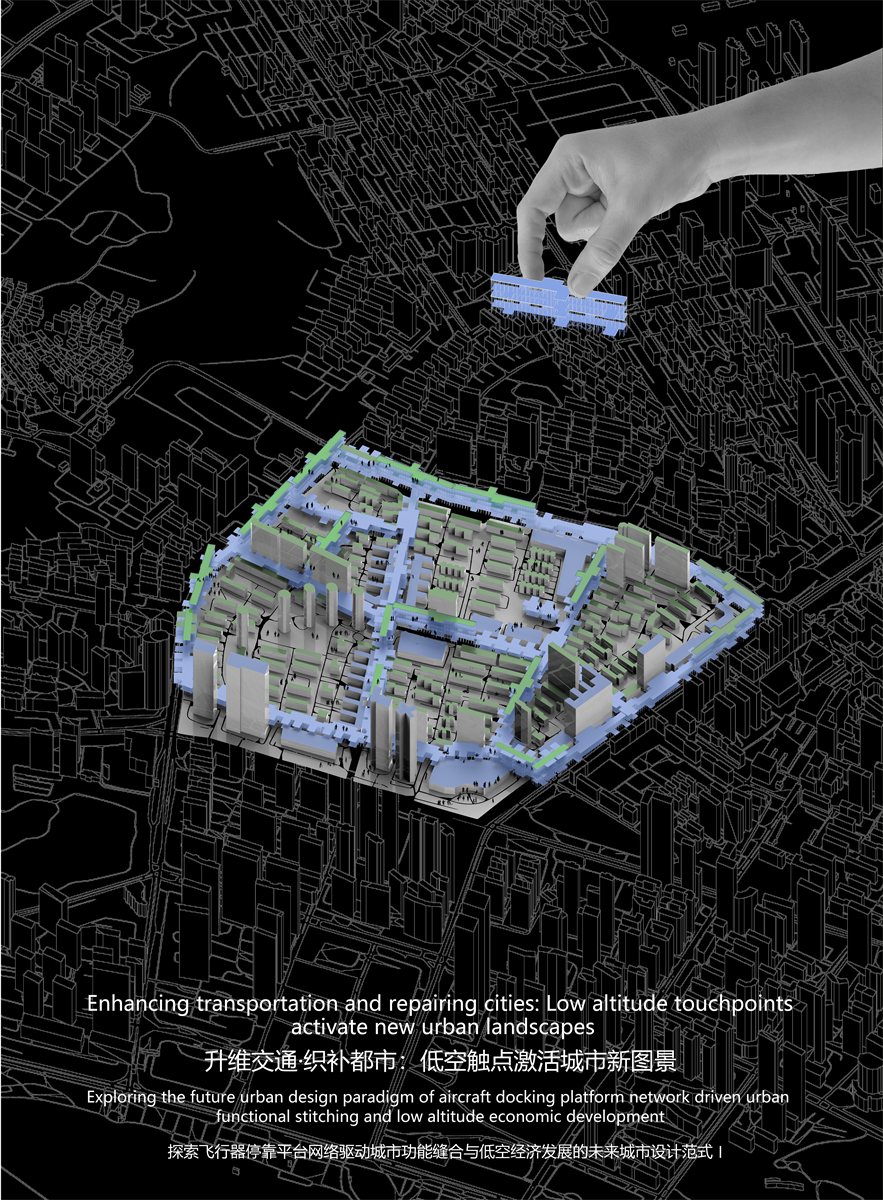 Enhancing transportation and repairing cities: Low altitude touchpoints
activate new urban landscapes
升维交通·织补都市：低空触点激活城市新图景
Exploring the future urban design paradigm of aircraft docking platform network driven urban
functional stitching and low altitude economic development
探索飞行器停靠平台网络驱动城市功能缝合与低空经济发展的未来城市设计范式 I